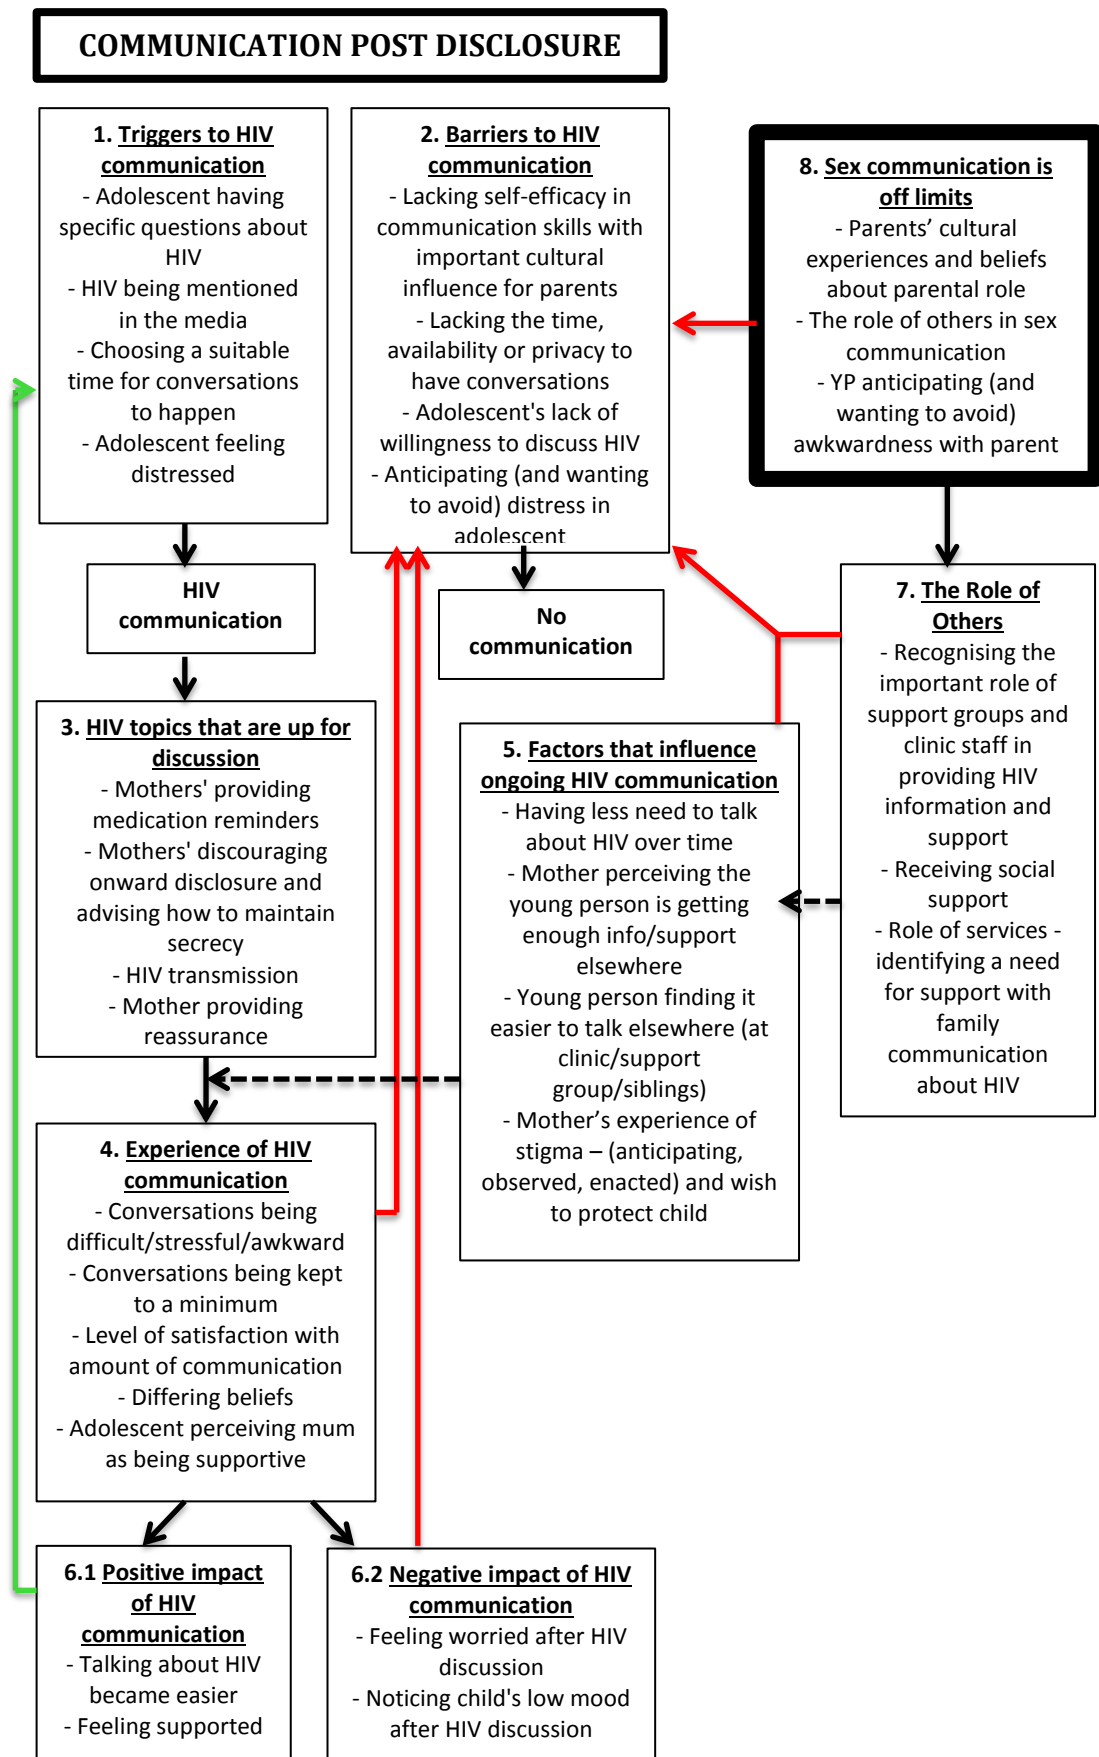 COMMUNICATION POST DISCLOSURE
1. Triggers to HIV
communication
- Adolescent having
specific questions about
HIV
- HIV being mentioned
in the media
- Choosing a suitable
time for conversations
to happen
- Adolescent feeling
distressed
2. Barriers to HIV
communication
- Lacking self-efficacy in
communication skills with
important cultural
influence for parents
- Lacking the time,
availability or privacy to
have conversations
- Adolescent's lack of
willingness to discuss HIV
- Anticipating (and wanting
to avoid) distress in
adolescent
8. Sex communication is
off limits
- Parents’ cultural
experiences and beliefs
about parental role
- The role of others in sex
communication
- YP anticipating (and
wanting to avoid)
awkwardness with parent
HIV
communication
No
communication
7. The Role of
Others
- Recognising the
important role of
support groups and
clinic staff in
providing HIV
information and
support
- Receiving social
support
- Role of services -
identifying a need
for support with
family
communication
about HIV
3. HIV topics that are up for
discussion
- Mothers' providing
medication reminders
- Mothers' discouraging
onward disclosure and
advising how to maintain
secrecy
- HIV transmission
- Mother providing
reassurance
5. Factors that influence
ongoing HIV communication
- Having less need to talk
about HIV over time
- Mother perceiving the
young person is getting
enough info/support
elsewhere
- Young person finding it
easier to talk elsewhere (at
clinic/support
group/siblings)
- Mother’s experience of
stigma – (anticipating,
observed, enacted) and wish
to protect child
4. Experience of HIV
communication
- Conversations being
difficult/stressful/awkward
- Conversations being kept
to a minimum
- Level of satisfaction with
amount of communication
- Differing beliefs
- Adolescent perceiving mum
as being supportive
6.1 Positive impact
of HIV
communication
- Talking about HIV
became easier
- Feeling supported
6.2 Negative impact of HIV
communication
- Feeling worried after HIV
discussion
- Noticing child's low mood
after HIV discussion